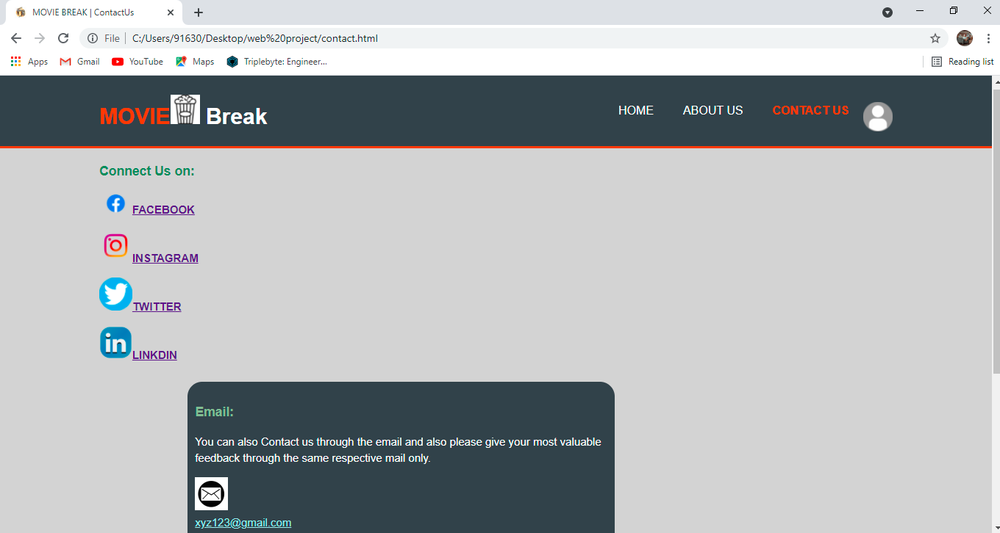 MOVIE BREAK | ContactUs
File C:/Users/91630/Desktop/web%20project/contact.html
Apps Gmail YouTube Maps Triplebyte: Engineer... Reading list
MOVIE Break HOME ABOUT US CONTACT US
Connect Us on:
FACEBOOK
INSTAGRAM
TWITTER
in LINKDIN
Email:
You can also Contact us through the email and also please give your most valuable
feedback through the same respective mail only.
xyz123@gmail.com